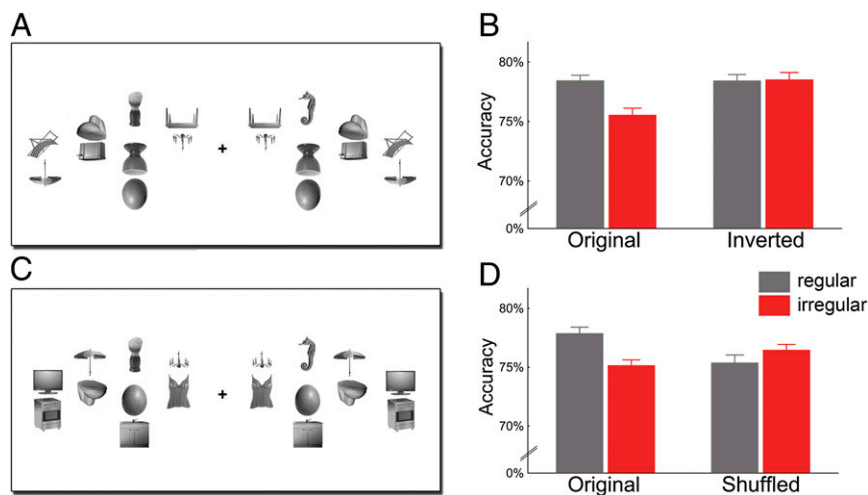 A
B
80%
75%
70%
0%
Accuracy
Original Inverted
C
D
regular
irregular
80%
75%
70%
0%
Accuracy
Original Shuffled